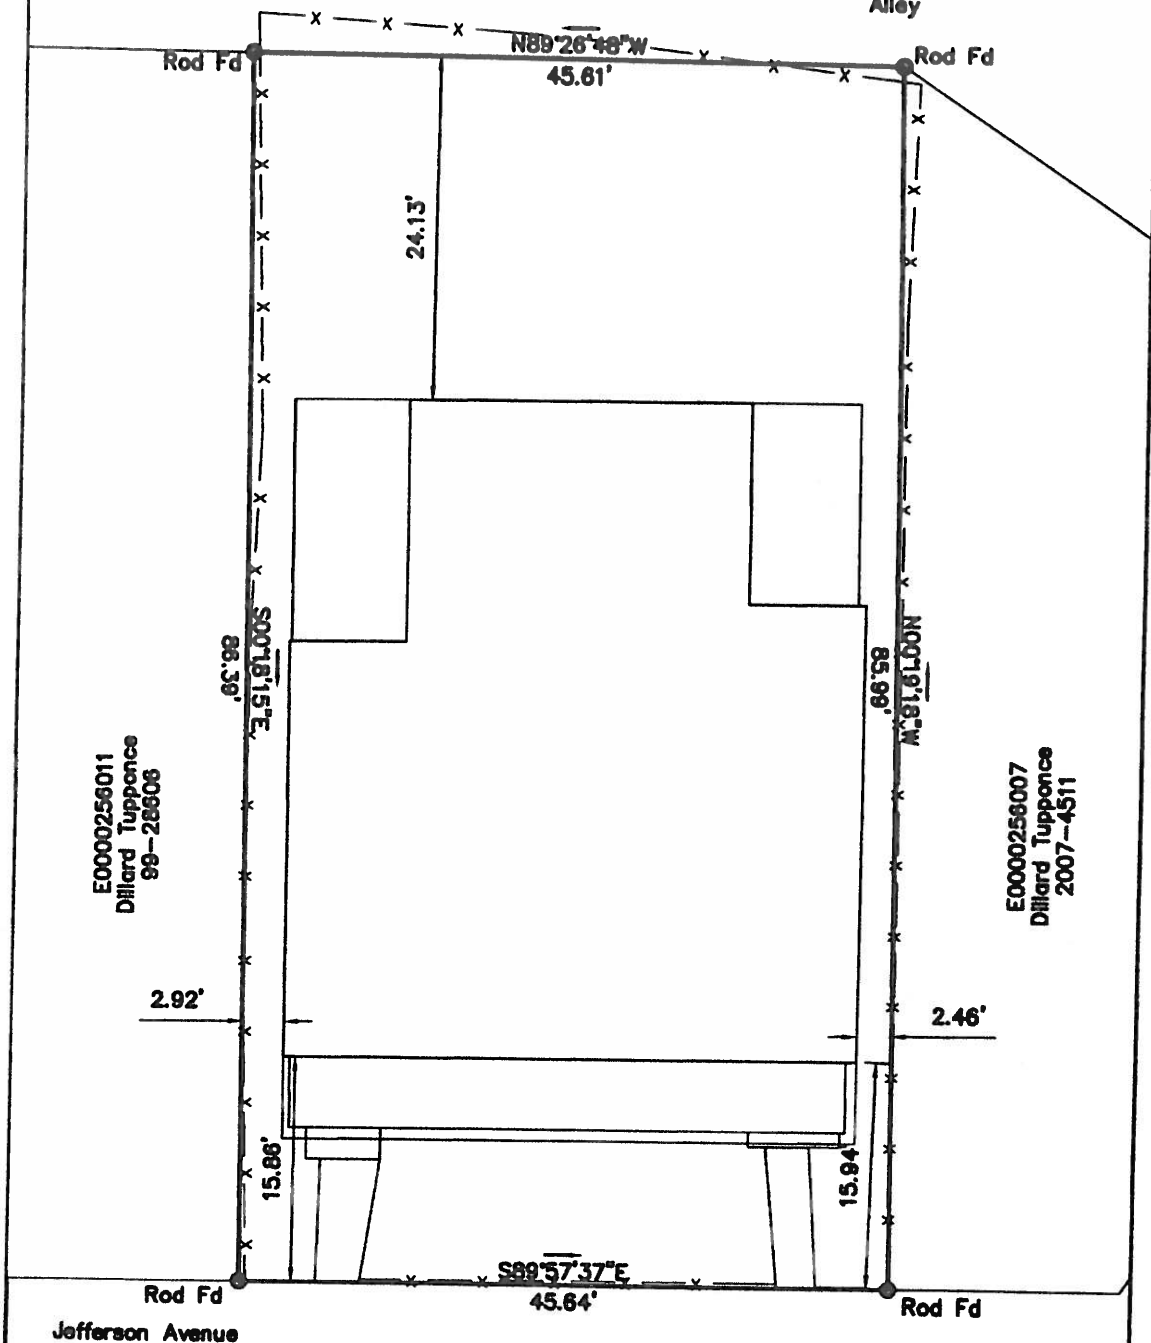 Alley
N89°26'48"W
Rod Fd
Rod Fd
45.61'
24.13'
S00°18'15"E
86.39'
N00°19'18"W
85.99'
E0000256011
Dillard Tupponce
99-28606
E0000256007
Dillard Tupponce
2007-4511
2.92'
2.46'
15.86'
15.94'
S89°57'37"E
45.64'
Rod Fd
Rod Fd
Jefferson Avenue